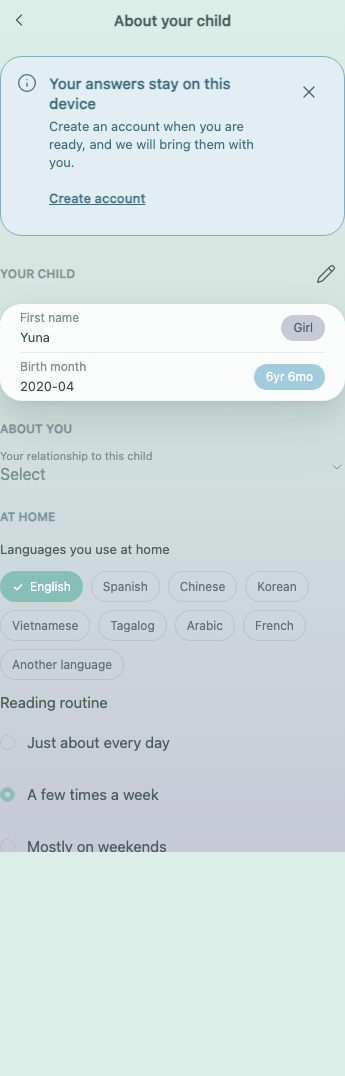 About your child
Your answers stay on this
device
Create an account when you are
ready, and we will bring them with
you.
Create account
YOUR CHILD
First name
Yuna
Girl
Birth month
2020-04
6yr 6mo
ABOUT YOU
Your relationship to this child
Select
AT HOME
Languages you use at home
English
Spanish
Chinese
Korean
Vietnamese
Tagalog
Arabic
French
Another language
Reading routine
Just about every day
A few times a week
Mostly on weekends